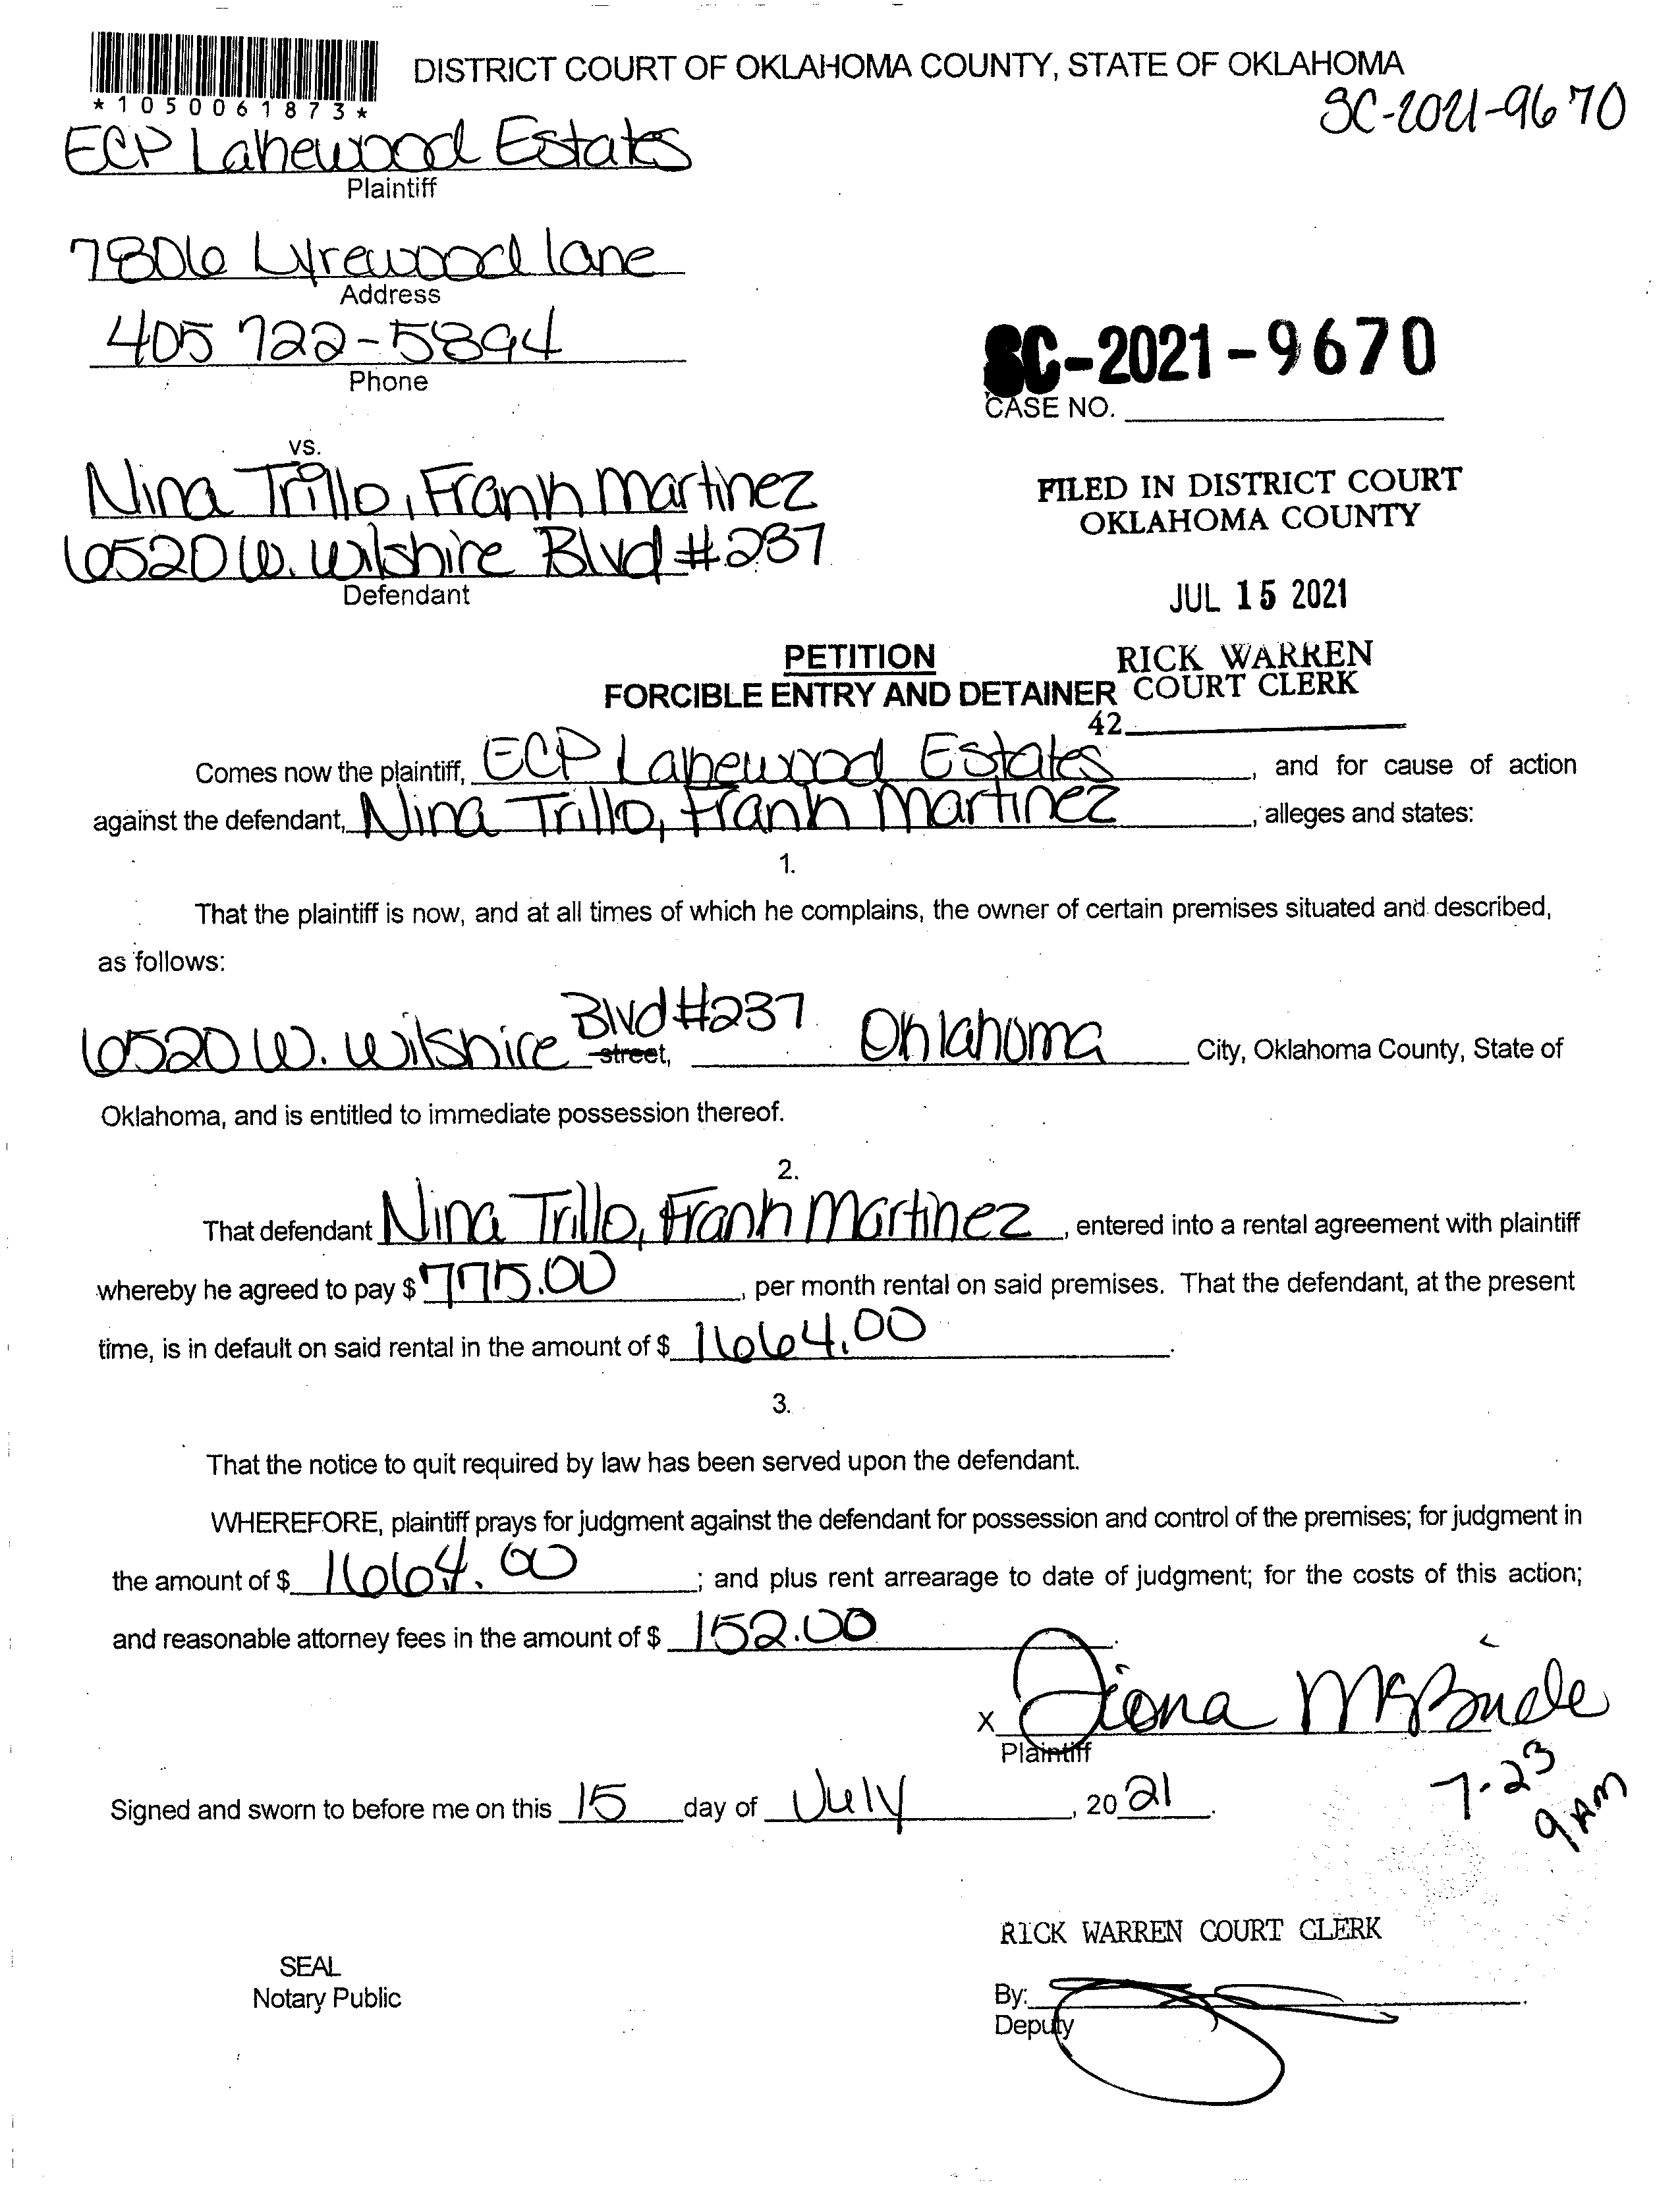 DISTRICT COURT OF OKLAHOMA COUNTY, STATE OF OKLAHOMA
*1050061873*
SC-2021-9670
ECP Lakewood Estates
Plaintiff
7806 Lyrewood lane
Address
405 722-5894
Phone
SC-2021-9670
CASE NO.
vs.
Nina Trillo, Frank Martinez
6520 W. Wilshire Blvd #237
Defendant
FILED IN DISTRICT COURT
OKLAHOMA COUNTY
JUL 15 2021
RICK WARREN
COURT CLERK
42
PETITION
FORCIBLE ENTRY AND DETAINER
Comes now the plaintiff, ECP Lakewood Estates, and for cause of action
against the defendant, Nina Trillo, Frank Martinez, alleges and states:
1.
That the plaintiff is now, and at all times of which he complains, the owner of certain premises situated and described,
as follows:
6520 W. Wilshire Blvd #237 street, Oklahoma City, Oklahoma County, State of
Oklahoma, and is entitled to immediate possession thereof.
2.
That defendant Nina Trillo, Frank Martinez, entered into a rental agreement with plaintiff
whereby he agreed to pay $ 775.00, per month rental on said premises. That the defendant, at the present
time, is in default on said rental in the amount of $ 1664.00.
3.
That the notice to quit required by law has been served upon the defendant.
WHEREFORE, plaintiff prays for judgment against the defendant for possession and control of the premises; for judgment in
the amount of $ 1664.00; and plus rent arrearage to date of judgment; for the costs of this action;
and reasonable attorney fees in the amount of $ 152.00.
X
Plaintiff
7-23
9 AM
Signed and sworn to before me on this 15 day of July, 2021.
RICK WARREN COURT CLERK
SEAL
Notary Public
By:
Deputy